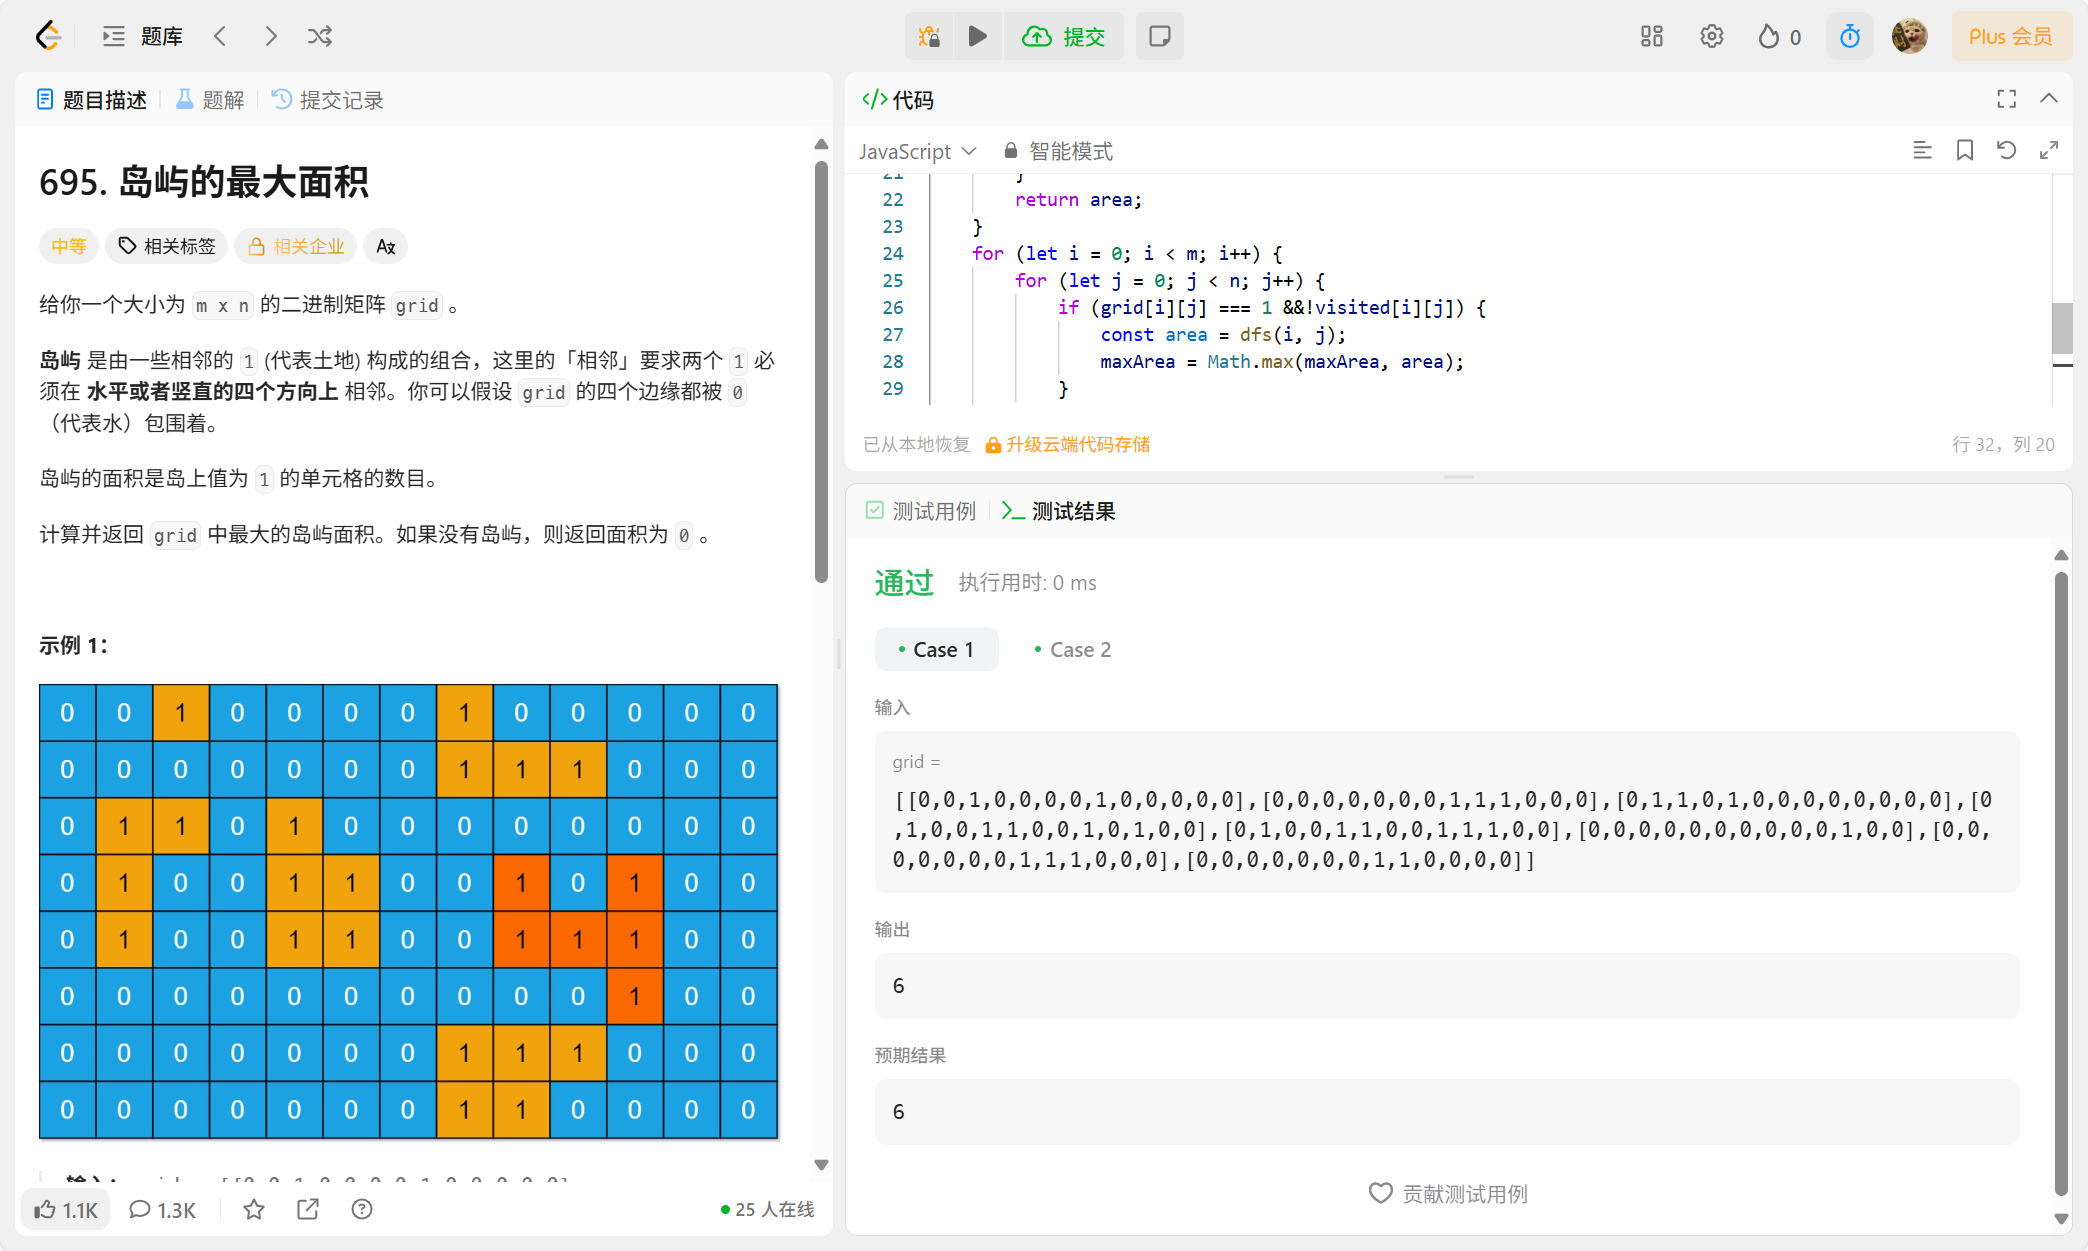 题库
提交
0
Plus 会员
题目描述
题解
提交记录
695. 岛屿的最大面积
中等
相关标签
相关企业
给你一个大小为 m x n 的二进制矩阵 grid 。
岛屿 是由一些相邻的 1 (代表土地) 构成的组合，这里的「相邻」要求两个 1 必
须在 水平或者竖直的四个方向上 相邻。你可以假设 grid 的四个边缘都被 0
（代表水）包围着。
岛屿的面积是岛上值为 1 的单元格的数目。
计算并返回 grid 中最大的岛屿面积。如果没有岛屿，则返回面积为 0 。
示例 1：
0 0 1 0 0 0 0 1 0 0 0 0 0
0 0 0 0 0 0 0 1 1 1 0 0 0
0 1 1 0 1 0 0 0 0 0 0 0 0
0 1 0 0 1 1 0 0 1 0 1 0 0
0 1 0 0 1 1 0 0 1 1 1 0 0
0 0 0 0 0 0 0 0 0 0 1 0 0
0 0 0 0 0 0 0 1 1 1 0 0 0
0 0 0 0 0 0 0 1 1 0 0 0 0
1.1K
1.3K
25 人在线
代码
JavaScript
智能模式
21 }
22 return area;
23 }
24 for (let i = 0; i < m; i++) {
25 for (let j = 0; j < n; j++) {
26 if (grid[i][j] === 1 &&!visited[i][j]) {
27 const area = dfs(i, j);
28 maxArea = Math.max(maxArea, area);
29 }
已从本地恢复
升级云端代码存储
行 32，列 20
测试用例
测试结果
通过
执行用时: 0 ms
Case 1
Case 2
输入
grid =
[[0,0,1,0,0,0,0,1,0,0,0,0,0],[0,0,0,0,0,0,0,1,1,1,0,0,0],[0,1,1,0,1,0,0,0,0,0,0,0,0],[0
,1,0,0,1,1,0,0,1,0,1,0,0],[0,1,0,0,1,1,0,0,1,1,1,0,0],[0,0,0,0,0,0,0,0,0,0,1,0,0],[0,0,
0,0,0,0,0,1,1,1,0,0,0],[0,0,0,0,0,0,0,1,1,0,0,0,0]]
输出
6
预期结果
6
贡献测试用例